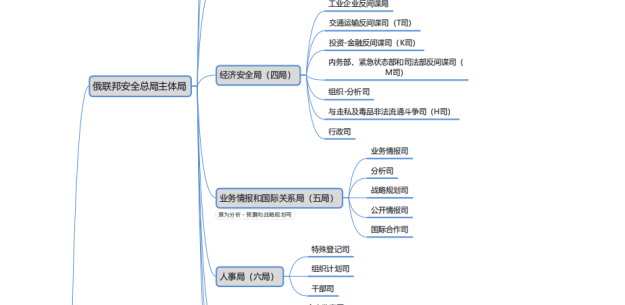 工业企业反间谍局
交通运输反间谍司（T司）
投资-金融反间谍司（K司）
内务部、紧急状态部和司法部反间谍司（
M司）
组织-分析司
与走私及毒品非法流通斗争司（H司）
行政司
经济安全局（四局）
俄联邦安全总局主体局
业务情报司
分析司
战略规划司
公开情报司
国际合作司
业务情报和国际关系局（五局）
原为分析、预测和战略规划司
特殊登记司
组织计划司
干部司
人事局（六局）